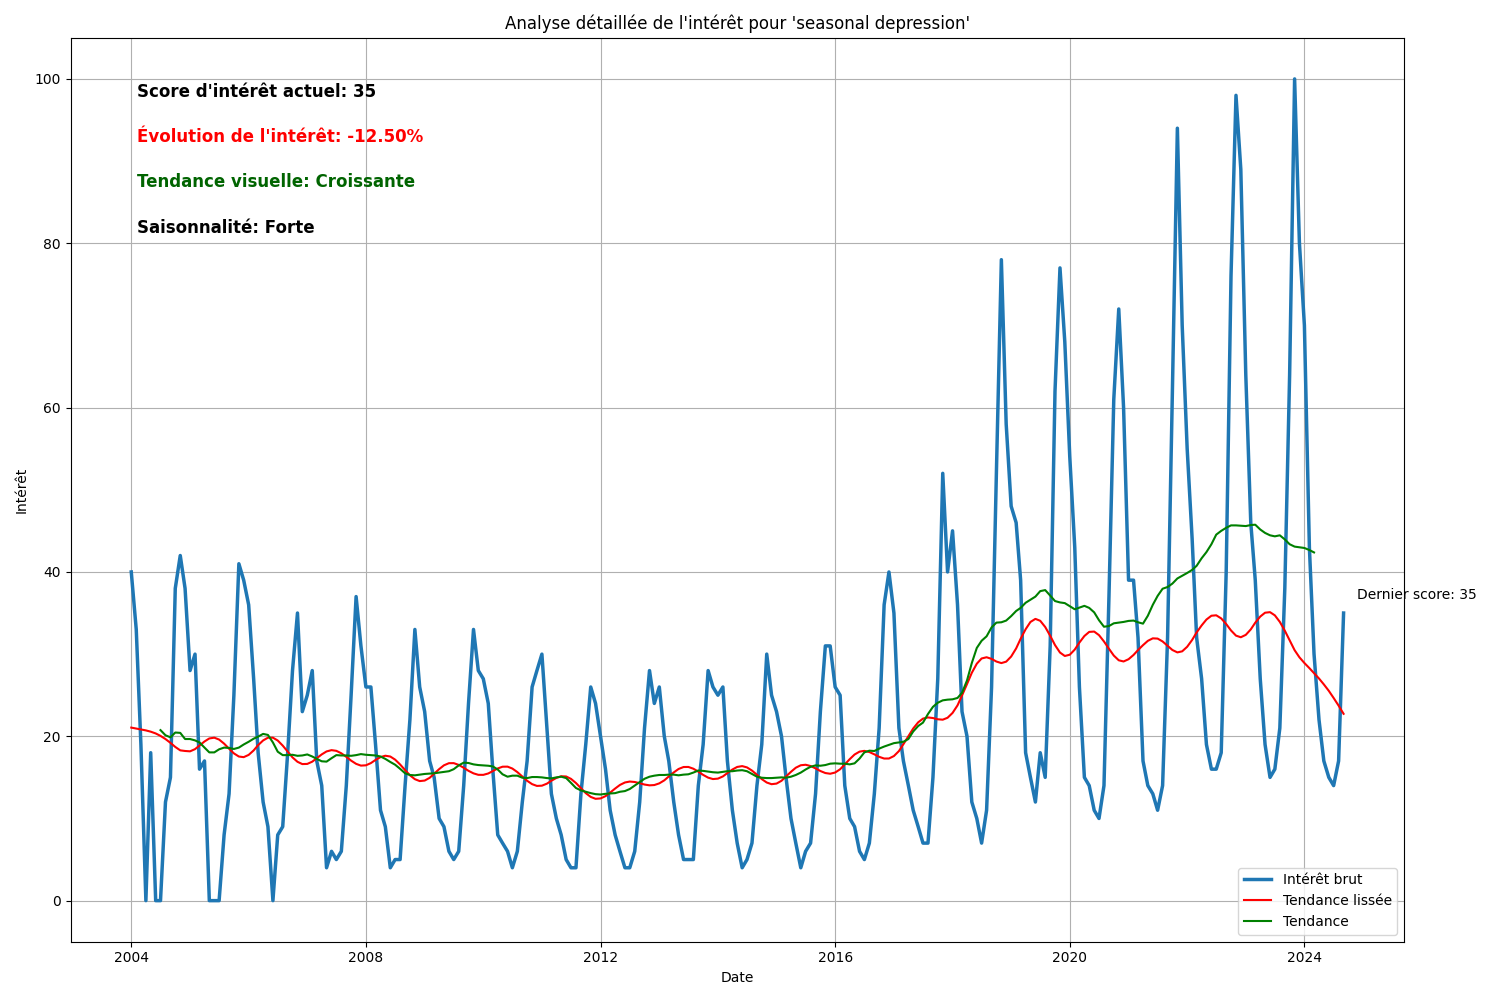 Analyse détaillée de l'intérêt pour 'seasonal depression'
Score d'intérêt actuel: 35
Évolution de l'intérêt: -12.50%
Tendance visuelle: Croissante
Saisonnalité: Forte
100
80
60
40
20
0
Intérêt
Dernier score: 35
Intérêt brut
Tendance lissée
Tendance
2004
2008
2012
2016
2020
2024
Date